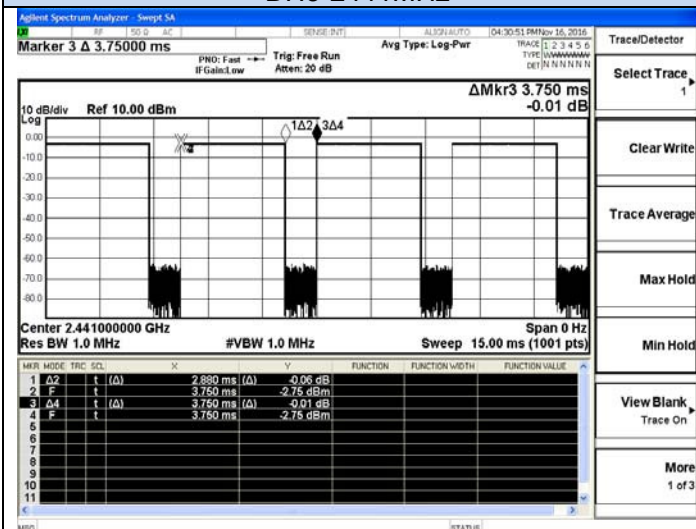 Agilent Spectrum Analyzer - Swept SA
RF 50 Ω AC SENSE:INT ALIGN AUTO 04:30:51 PM Nov 16, 2016
Marker 3 Δ 3.75000 ms
PNO: Fast
IFGain:Low
Trig: Free Run
Atten: 20 dB
Avg Type: Log-Pwr
TRACE 1 2 3 4 5 6
TYPE
DET N N N N N N
ΔMkr3 3.750 ms
-0.01 dB
10 dB/div Ref 10.00 dBm
Log
1Δ2 3Δ4
0.00
-10.0
-20.0
-30.0
-40.0
-50.0
-60.0
-70.0
-80.0
Center 2.441000000 GHz Span 0 Hz
Res BW 1.0 MHz #VBW 1.0 MHz Sweep 15.00 ms (1001 pts)
MKR MODE TRC SCL X Y FUNCTION FUNCTION WIDTH FUNCTION VALUE
1 Δ2 t (Δ) 2.880 ms (Δ) -0.06 dB
2 F t 3.750 ms -2.75 dBm
3 Δ4 t (Δ) 3.750 ms (Δ) -0.01 dB
4 F t 3.750 ms -2.75 dBm
5
6
7
8
9
10
11
MSG STATUS
Trace/Detector
Select Trace
1
Clear Write
Trace Average
Max Hold
Min Hold
View Blank
Trace On
More
1 of 3